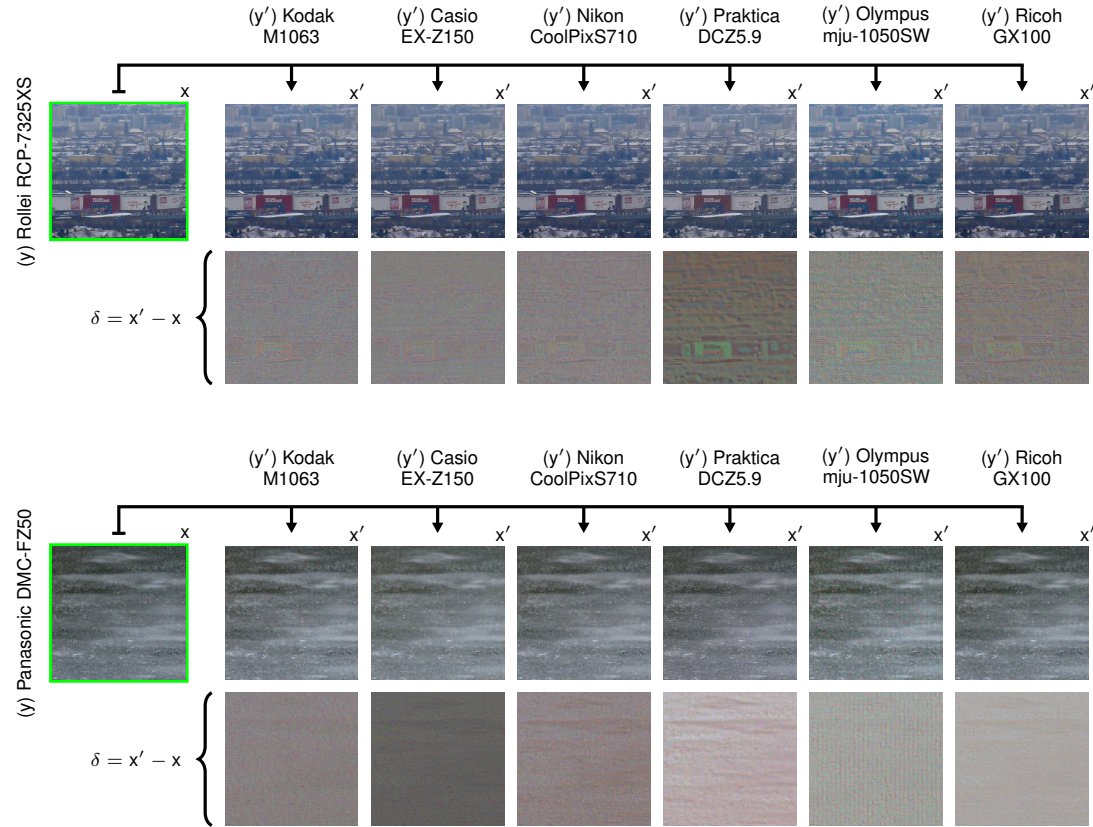 (y′) Kodak M1063
(y′) Casio EX-Z150
(y′) Nikon CoolPixS710
(y′) Praktica DCZ5.9
(y′) Olympus mju-1050SW
(y′) Ricoh GX100
x
x′
x′
x′
x′
x′
x′
(y) Rollei RCP-7325XS
δ = x′ − x
(y′) Kodak M1063
(y′) Casio EX-Z150
(y′) Nikon CoolPixS710
(y′) Praktica DCZ5.9
(y′) Olympus mju-1050SW
(y′) Ricoh GX100
x
x′
x′
x′
x′
x′
x′
(y) Panasonic DMC-FZ50
δ = x′ − x